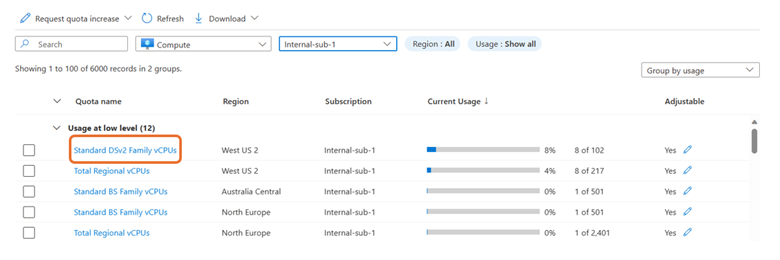 Request quota increase Refresh Download
Search Compute Internal-sub-1 Region : All Usage : Show all
Showing 1 to 100 of 6000 records in 2 groups.
Group by usage
Quota name Region Subscription Current Usage ↓ Adjustable
Usage at low level (12)
Standard DSv2 Family vCPUs West US 2 Internal-sub-1 8% 8 of 102 Yes
Total Regional vCPUs West US 2 Internal-sub-1 4% 8 of 217 Yes
Standard BS Family vCPUs Australia Central Internal-sub-1 0% 1 of 501 Yes
Standard BS Family vCPUs North Europe Internal-sub-1 0% 1 of 501 Yes
Total Regional vCPUs North Europe Internal-sub-1 0% 1 of 2,401 Yes